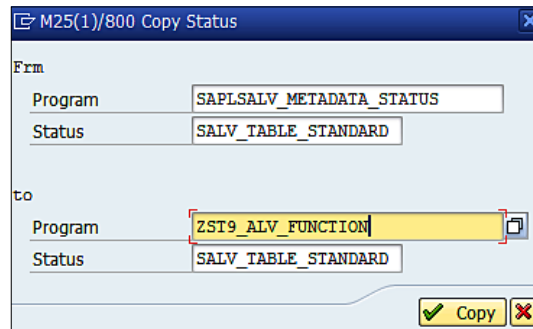 M25(1)/800 Copy Status
Frm
Program SAPLSALV_METADATA_STATUS
Status SALV_TABLE_STANDARD
to
Program ZST9_ALV_FUNCTION
Status SALV_TABLE_STANDARD
Copy